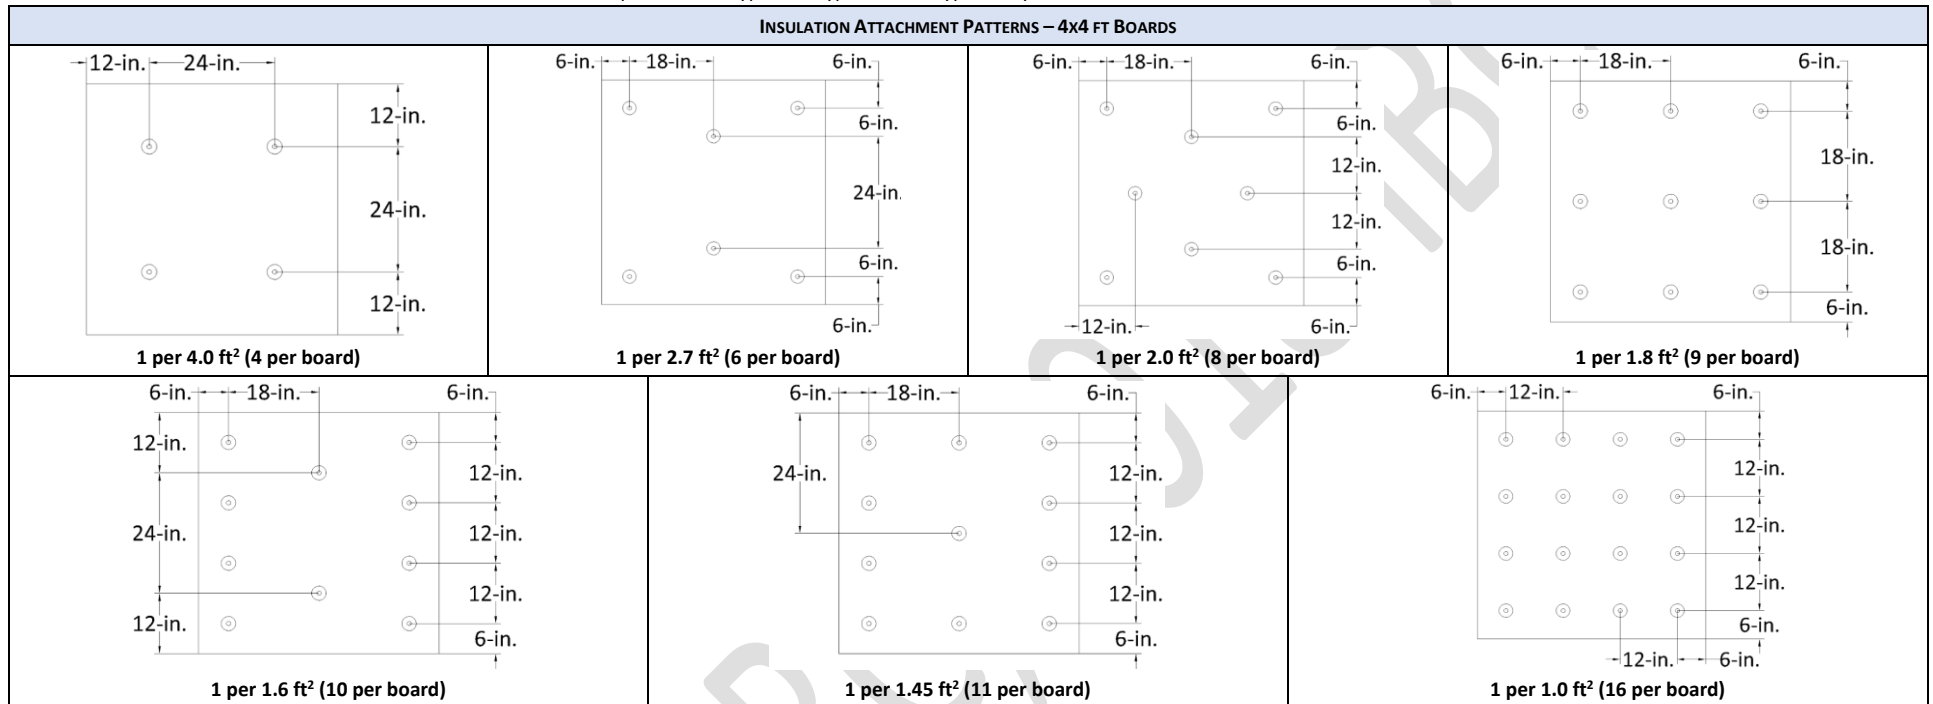 INSULATION ATTACHMENT PATTERNS – 4X4 FT BOARDS
12-in. 24-in.
12-in.
24-in.
12-in.
1 per 4.0 ft² (4 per board)
6-in. 18-in. 6-in.
6-in.
24-in.
6-in.
6-in.
1 per 2.7 ft² (6 per board)
6-in. 18-in. 6-in.
6-in.
12-in.
12-in.
6-in.
12-in. 6-in.
1 per 2.0 ft² (8 per board)
6-in. 18-in. 6-in.
18-in.
18-in.
6-in.
1 per 1.8 ft² (9 per board)
6-in. 18-in. 6-in.
12-in. 12-in.
24-in. 12-in.
12-in. 12-in.
6-in.
1 per 1.6 ft² (10 per board)
6-in. 18-in. 6-in.
24-in. 12-in.
12-in.
12-in.
6-in.
1 per 1.45 ft² (11 per board)
6-in. 12-in. 6-in.
12-in.
12-in.
12-in.
6-in.
12-in. 6-in.
1 per 1.0 ft² (16 per board)